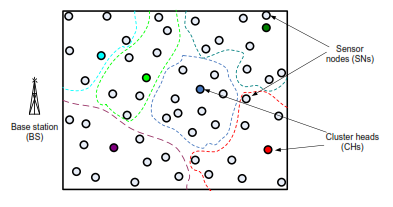 Sensor
nodes (SNs)
Base station
(BS)
Cluster heads
(CHs)